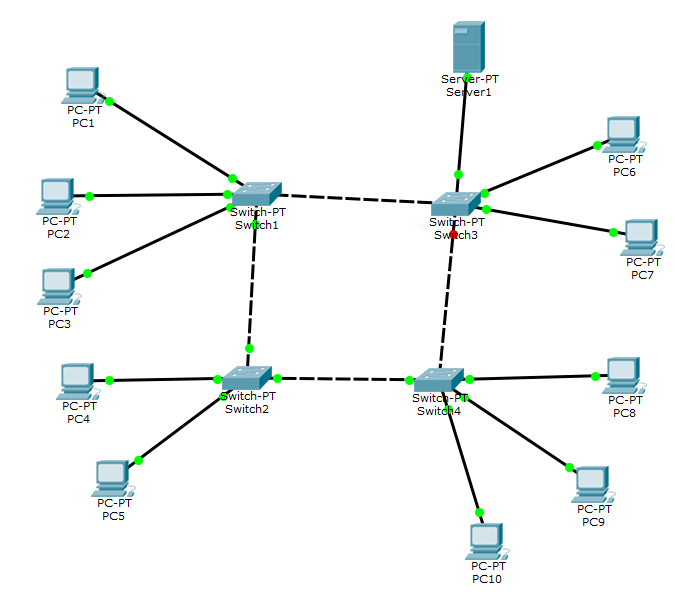 Server-PT
Server1
PC-PT
PC1
PC-PT
PC6
PC-PT
PC2
Switch-PT
Switch1
Switch-PT
Switch3
PC-PT
PC7
PC-PT
PC3
PC-PT
PC4
Switch-PT
Switch2
Switch-PT
Switch4
PC-PT
PC8
PC-PT
PC5
PC-PT
PC9
PC-PT
PC10